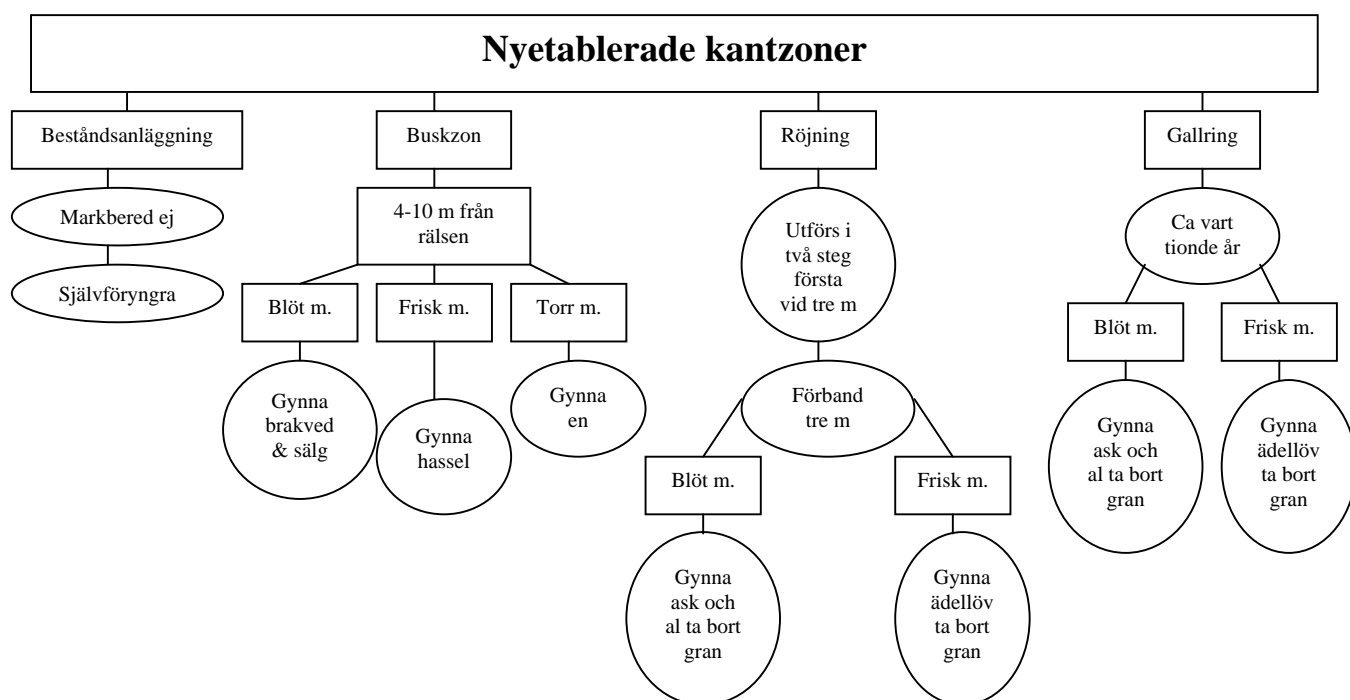 Nyetablerade kantzoner
Beståndsanläggning
Markbered ej
Självföryngra
Buskzon
4-10 m från
rälsen
Blöt m.
Gynna
brakved
& sälg
Frisk m.
Gynna
hassel
Torr m.
Gynna
en
Röjning
Utförs i
två steg
första
vid tre m
Förband
tre m
Blöt m.
Gynna
ask och
al ta bort
gran
Frisk m.
Gynna
ädellöv
ta bort
gran
Gallring
Ca vart
tionde år
Blöt m.
Gynna
ask och
al ta bort
gran
Frisk m.
Gynna
ädellöv
ta bort
gran